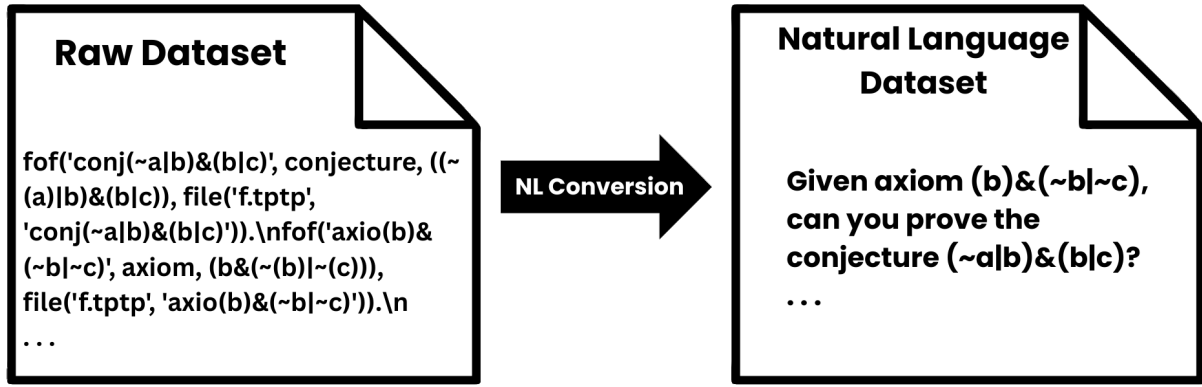 Raw Dataset
fof('conj(~a|b)&(b|c)', conjecture, ((~
(a)|b)&(b|c)), file('f.tptp',
'conj(~a|b)&(b|c)')).\nfof('axio(b)&
(~b|~c)', axiom, (b&(~(b)|~(c))),
file('f.tptp', 'axio(b)&(~b|~c)')).\n
. . .
NL Conversion
Natural Language
Dataset
Given axiom (b)&(~b|~c),
can you prove the
conjecture (~a|b)&(b|c)?
. . .